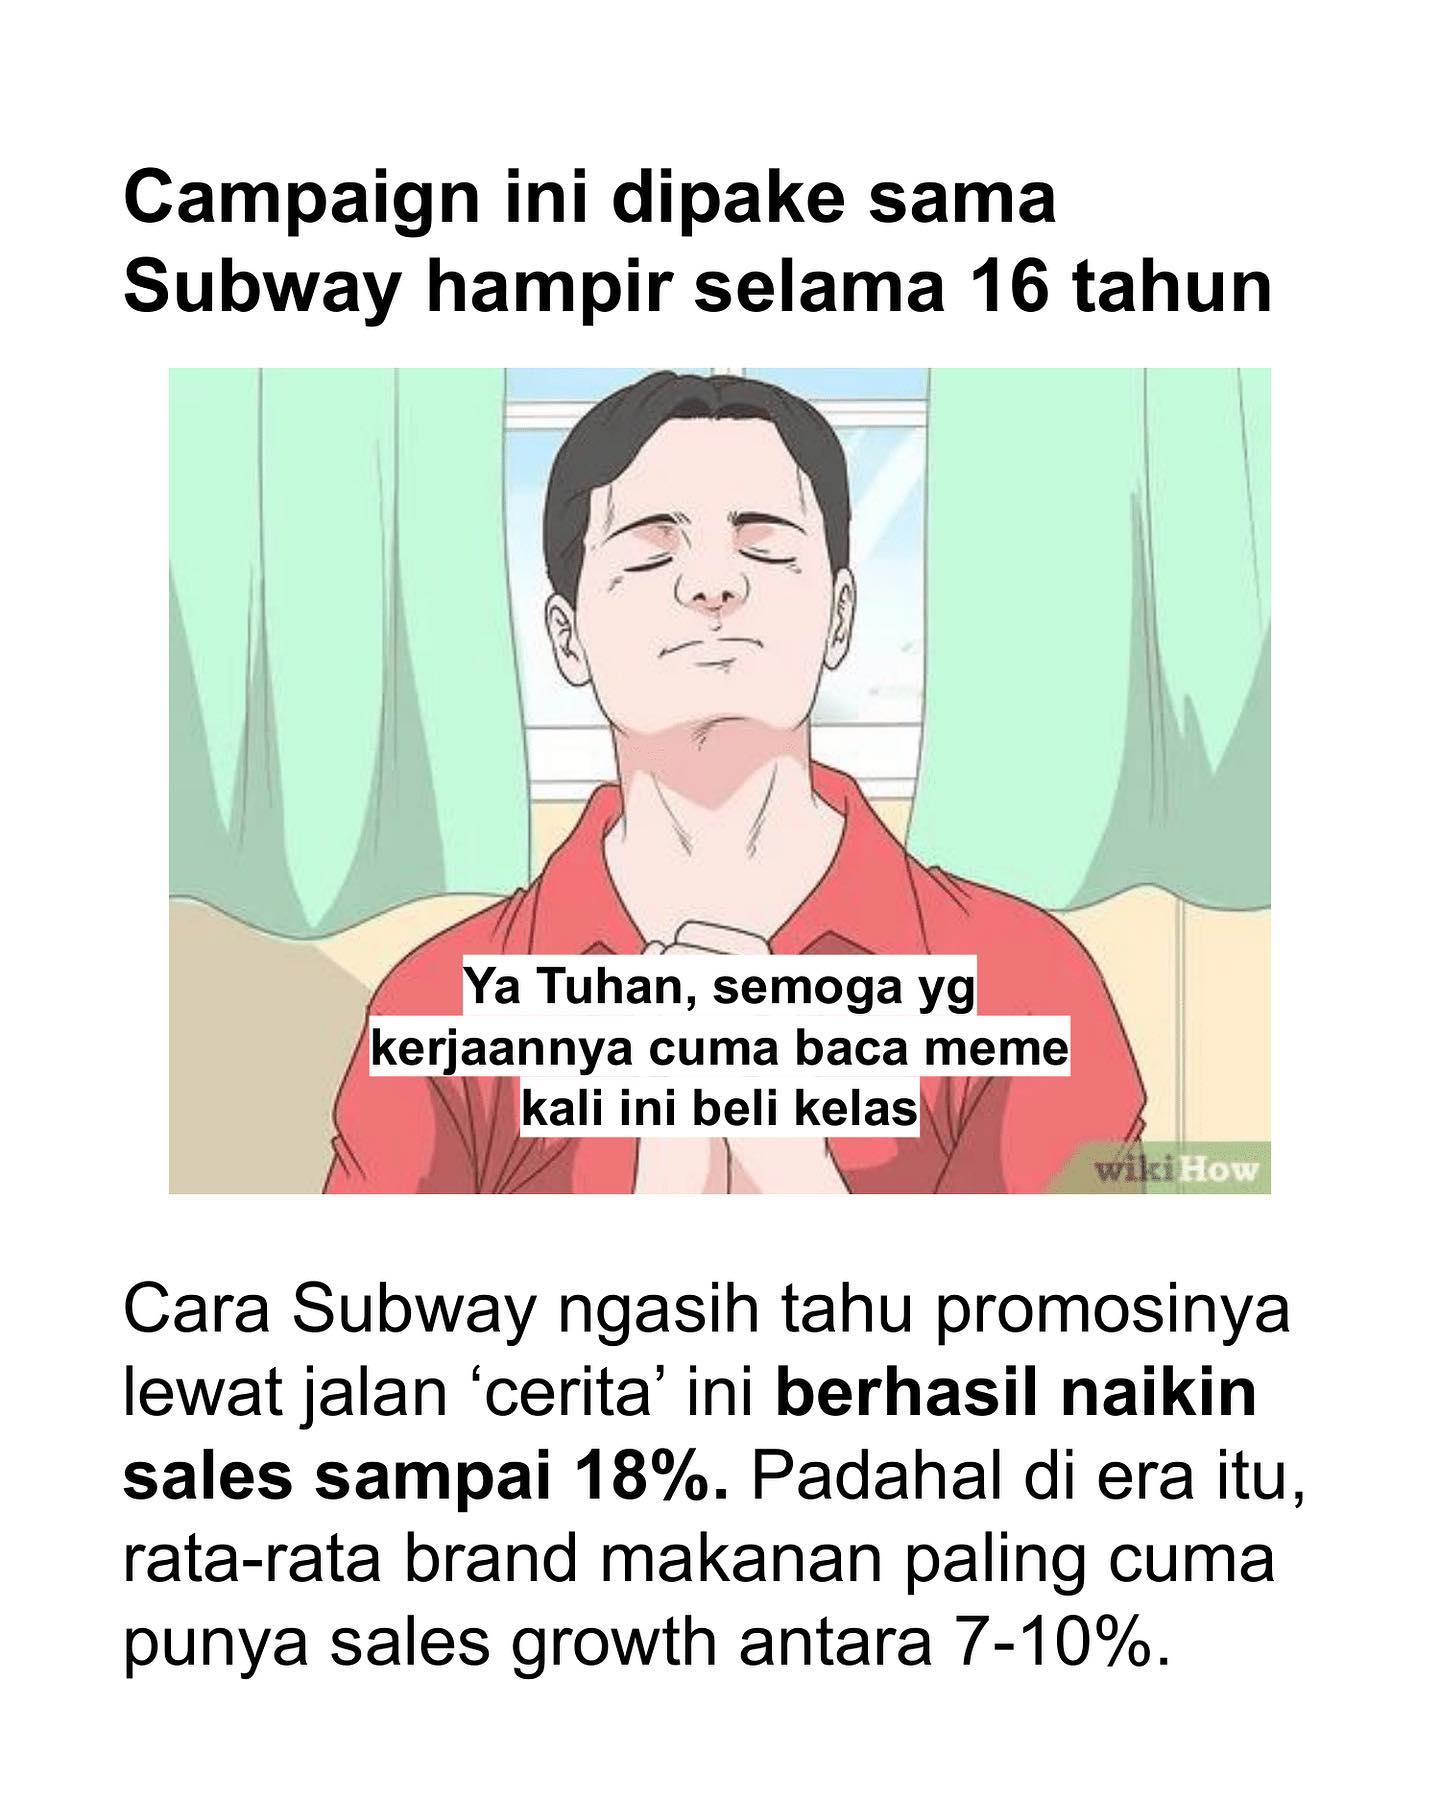 Campaign ini dipake sama
Subway hampir selama 16 tahun
Ya Tuhan, semoga yg
kerjaannya cuma baca meme
kali ini beli kelas
wikiHow
Cara Subway ngasih tahu promosinya
lewat jalan ‘cerita’ ini berhasil naikin
sales sampai 18%. Padahal di era itu,
rata-rata brand makanan paling cuma
punya sales growth antara 7-10%.